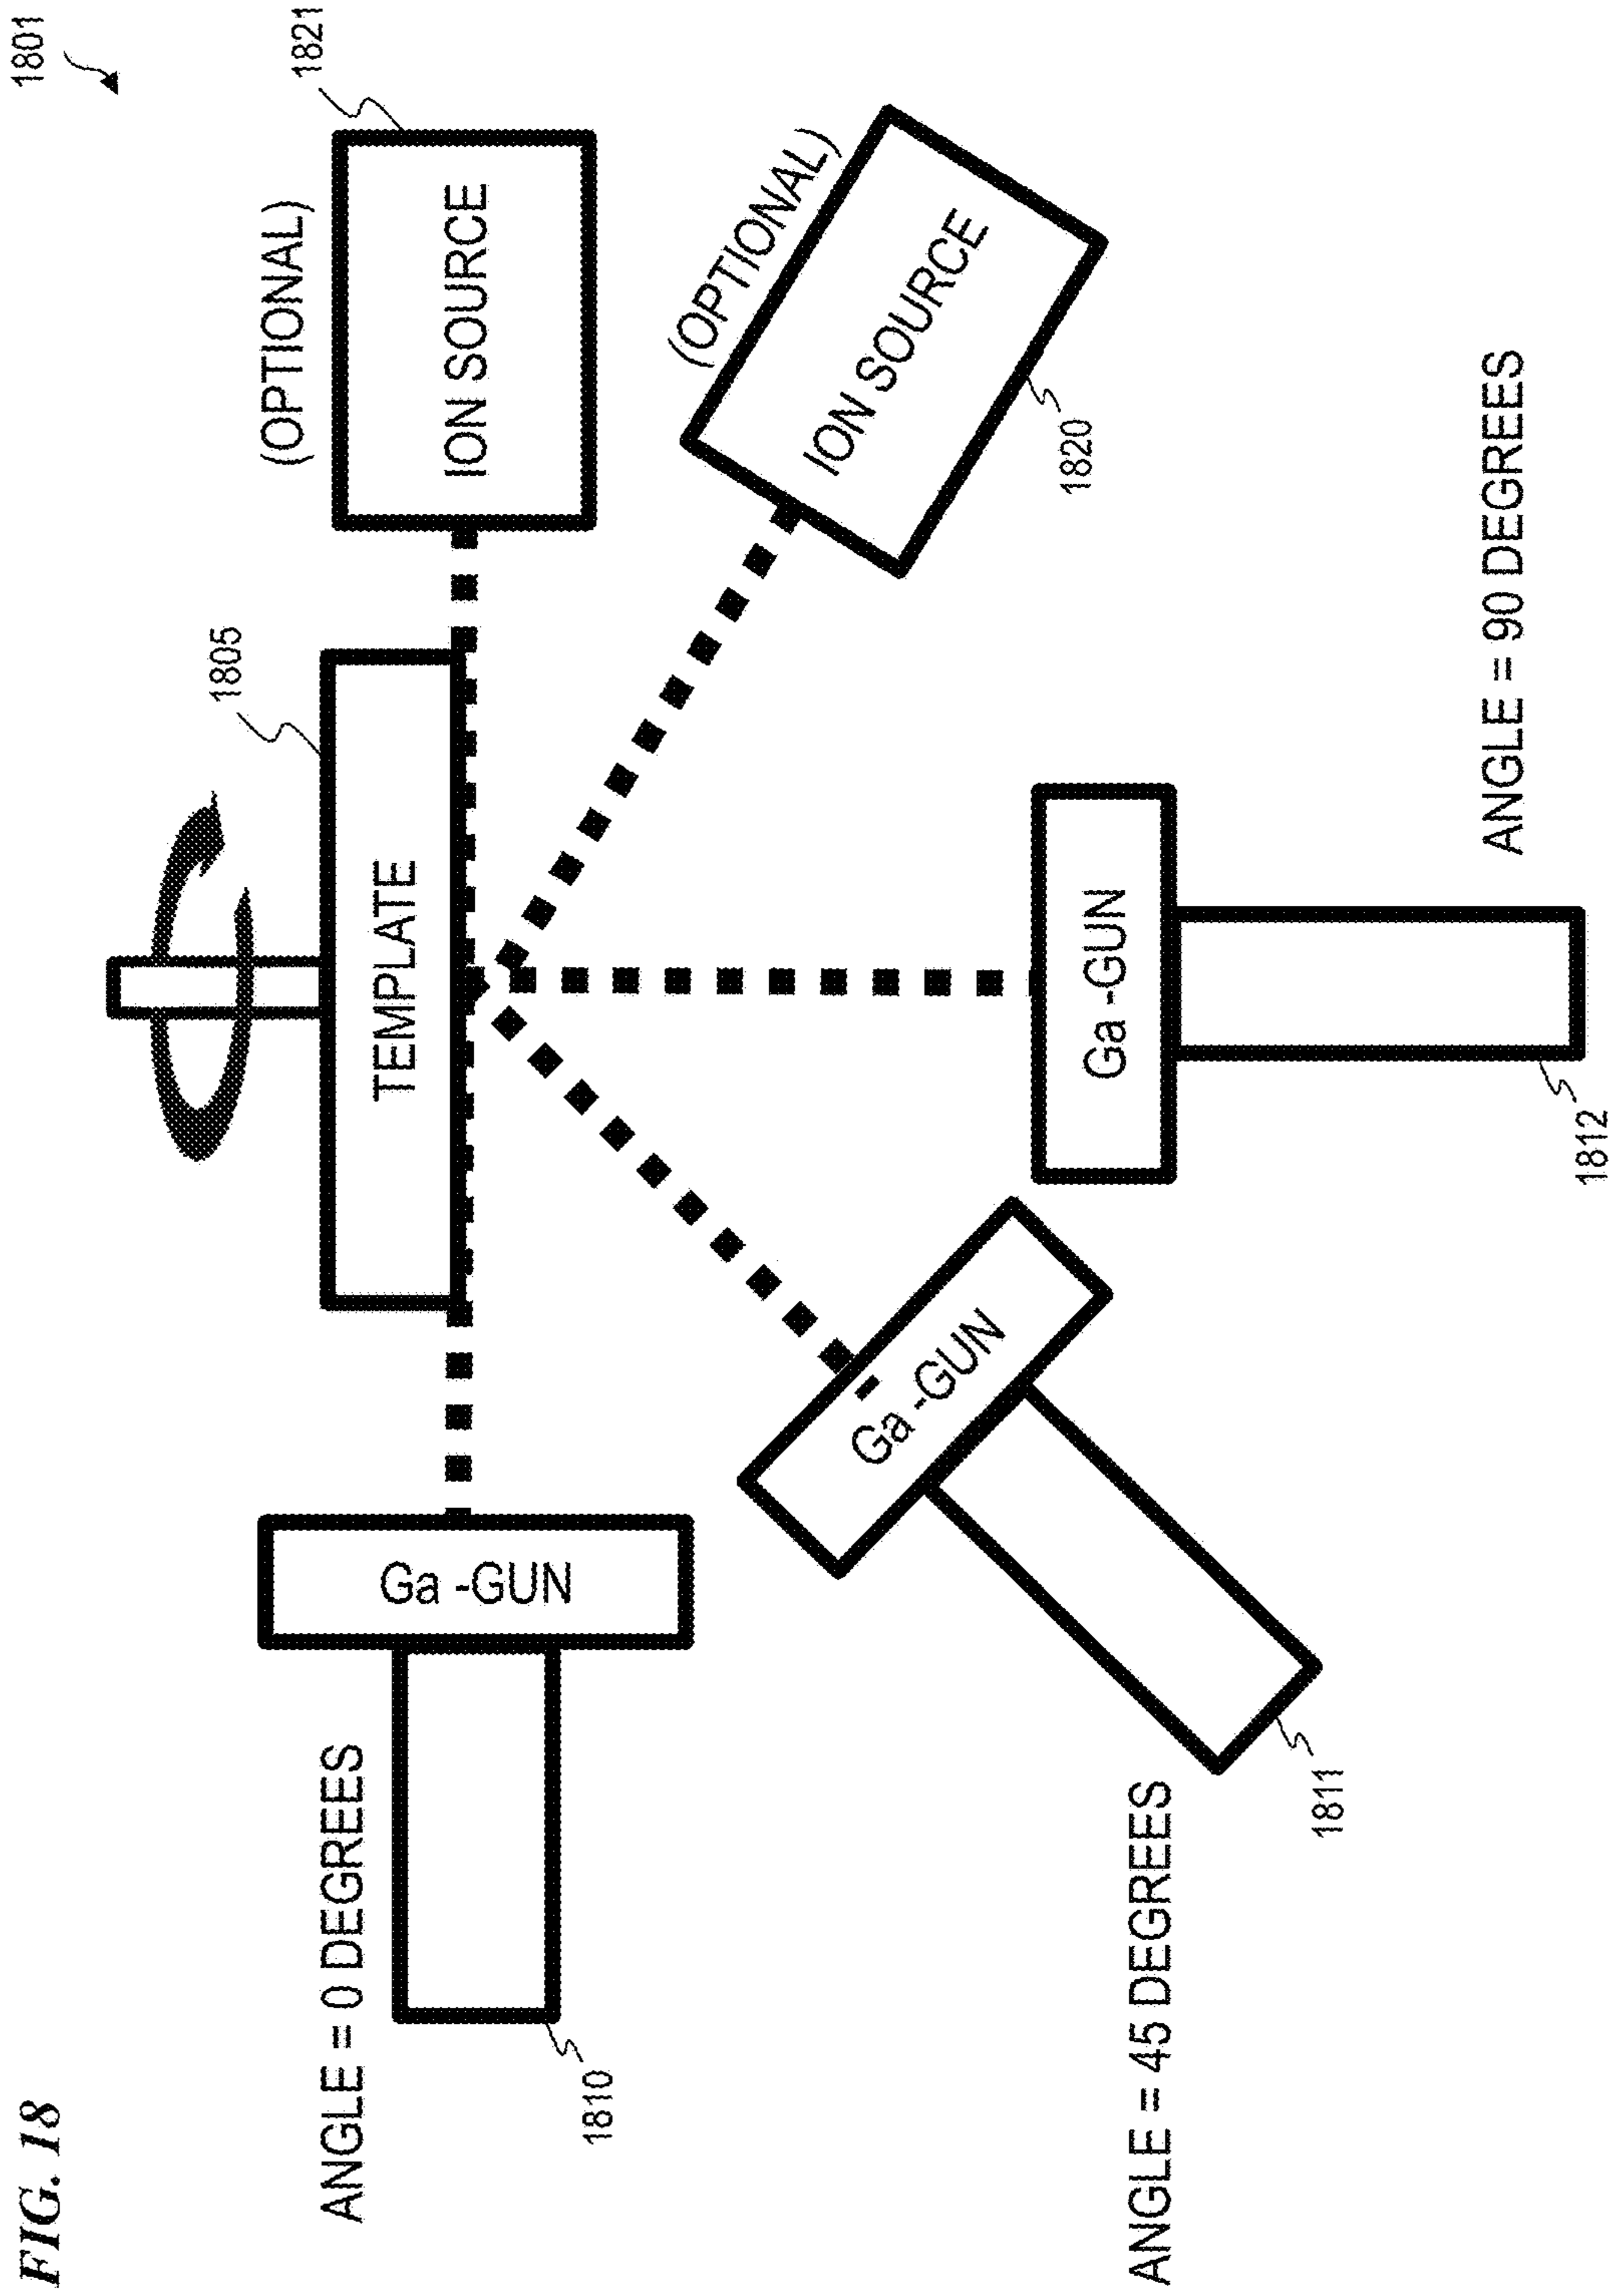 FIG. 18
1801
(OPTIONAL)
1821
ION SOURCE
1805
TEMPLATE
(OPTIONAL)
ION SOURCE
1820
ANGLE = 0 DEGREES
Ga -GUN
1810
Ga -GUN
ANGLE = 45 DEGREES
1811
Ga -GUN
1812
ANGLE = 90 DEGREES